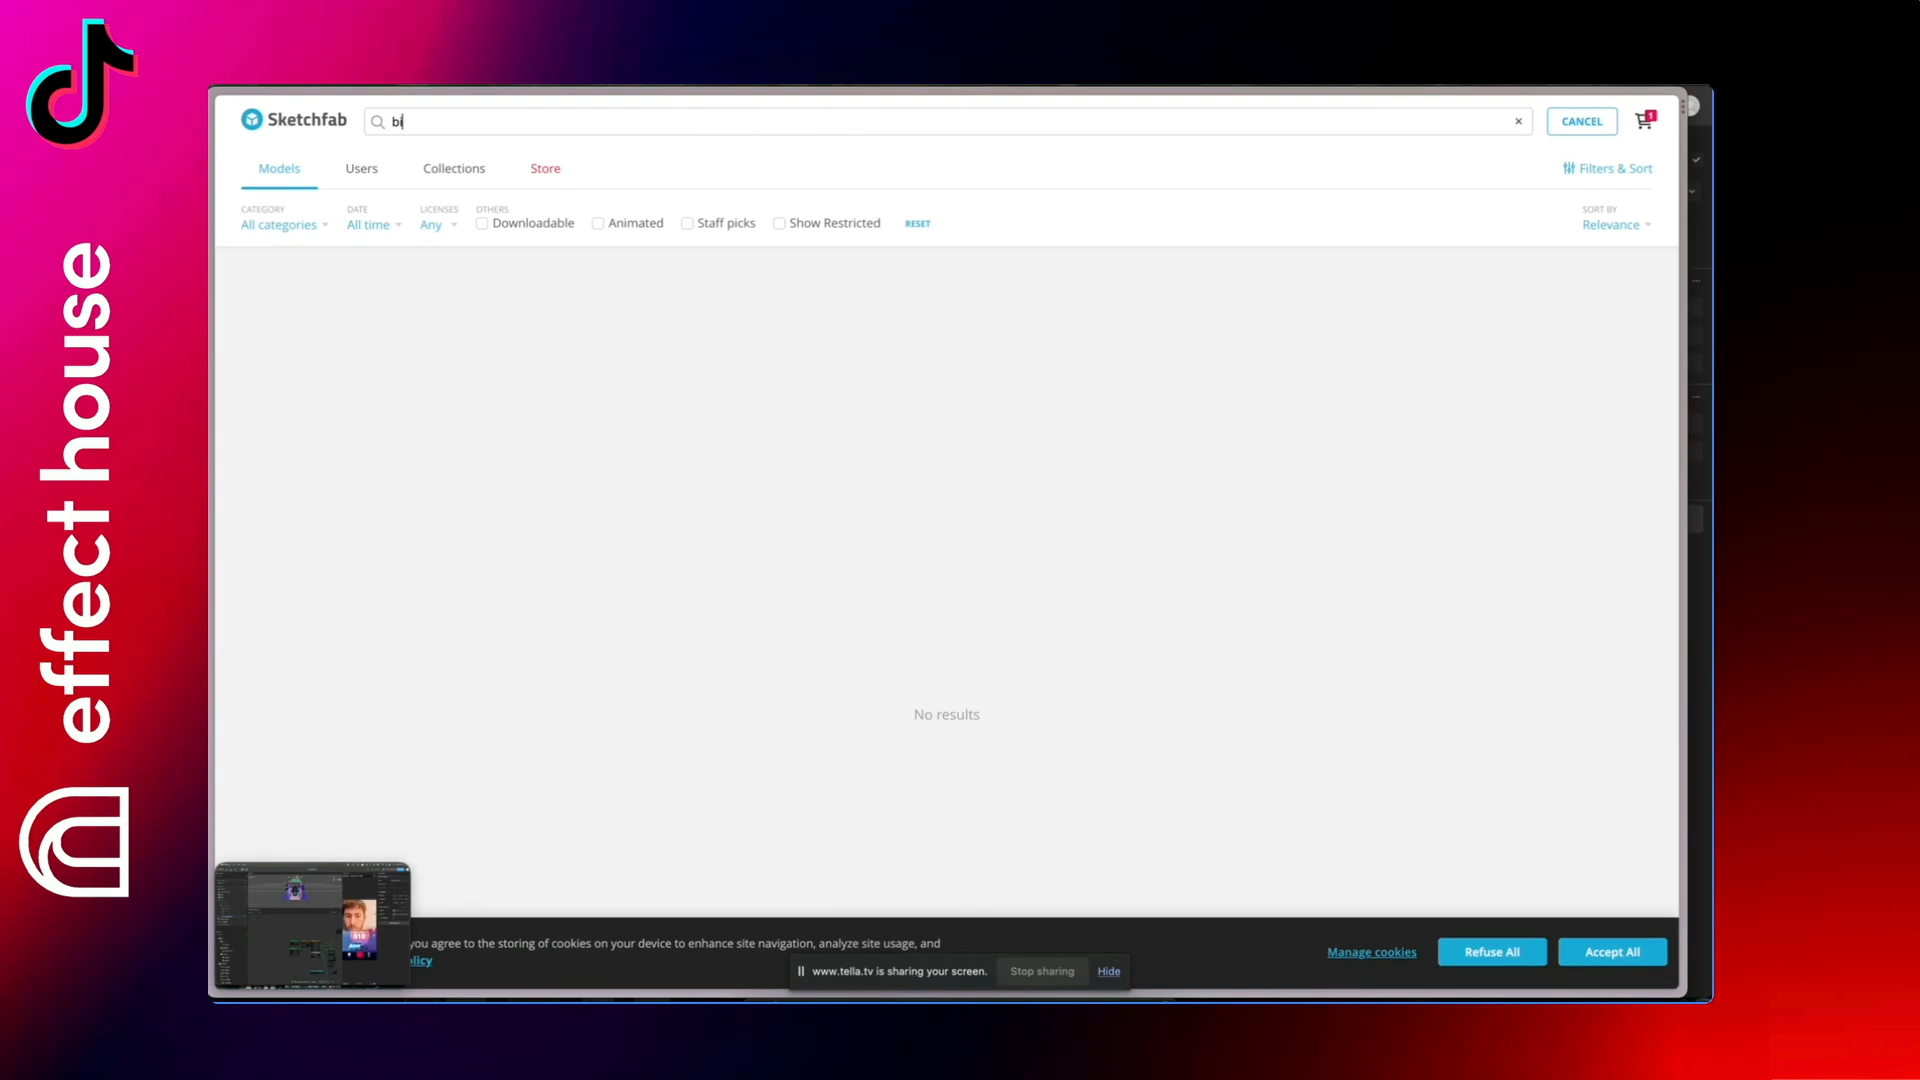 effect house
Sketchfab
bi
×
CANCEL
1
Models
Users
Collections
Store
Filters & Sort
CATEGORY
All categories
DATE
All time
LICENSES
Any
OTHERS
Downloadable
Animated
Staff picks
Show Restricted
RESET
SORT BY
Relevance
No results
you agree to the storing of cookies on your device to enhance site navigation, analyze site usage, and
olicy
www.tella.tv is sharing your screen.
Stop sharing
Hide
Manage cookies
Refuse All
Accept All